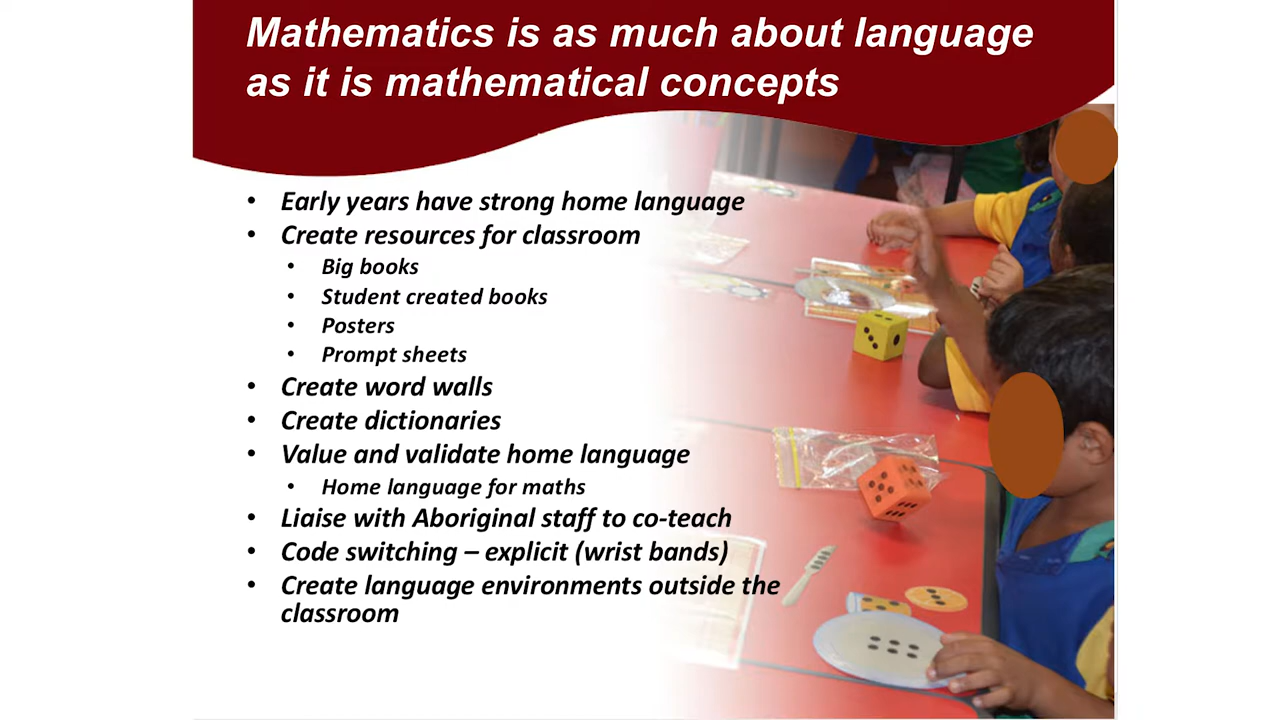 Mathematics is as much about language
as it is mathematical concepts
• Early years have strong home language
• Create resources for classroom
• Big books
• Student created books
• Posters
• Prompt sheets
• Create word walls
• Create dictionaries
• Value and validate home language
• Home language for maths
• Liaise with Aboriginal staff to co-teach
• Code switching – explicit (wrist bands)
• Create language environments outside the
classroom